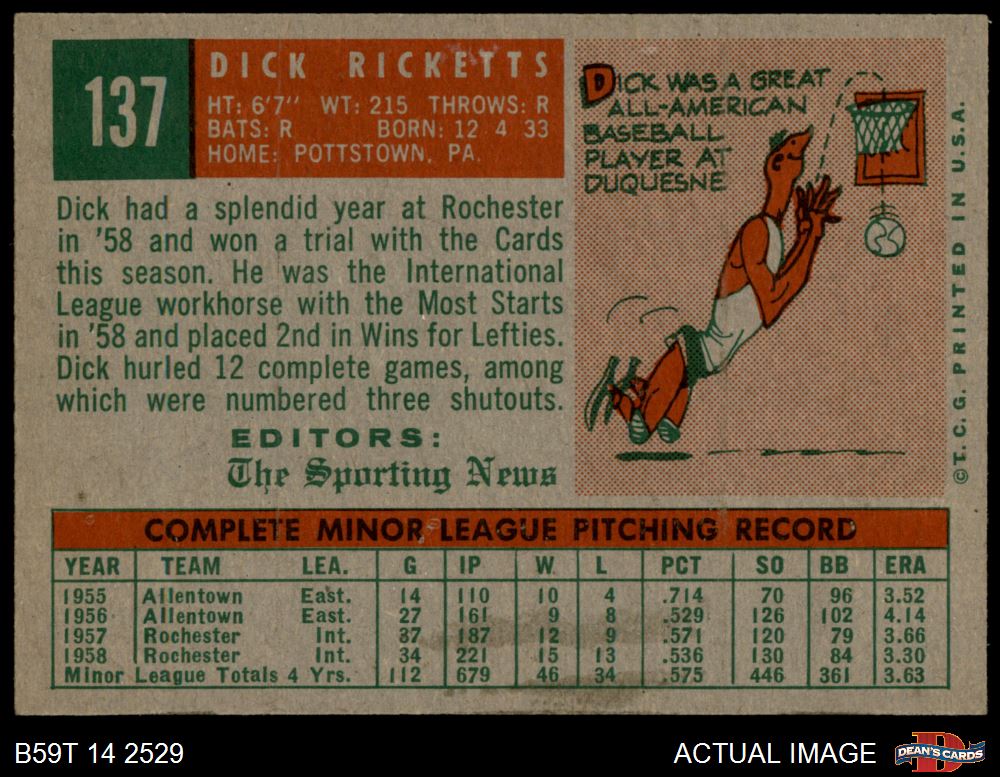 137
DICK RICKETTS
HT: 6'7" WT: 215 THROWS: R
BATS: R BORN: 12 4 33
HOME: POTTSTOWN, PA.
Dick had a splendid year at Rochester
in '58 and won a trial with the Cards
this season. He was the International
League workhorse with the Most Starts
in '58 and placed 2nd in Wins for Lefties.
Dick hurled 12 complete games, among
which were numbered three shutouts.
EDITORS:
The Sporting News
DICK WAS A GREAT
ALL-AMERICAN
BASEBALL
PLAYER AT
DUQUESNE
© T. C. G. PRINTED IN U.S.A.
COMPLETE MINOR LEAGUE PITCHING RECORD
YEAR TEAM LEA. G IP W L PCT SO BB ERA
1955 Allentown East. 14 110 10 4 .714 70 96 3.52
1956 Allentown East. 27 161 9 8 .529 126 102 4.14
1957 Rochester Int. 37 187 12 9 .571 120 79 3.66
1958 Rochester Int. 34 221 15 13 .536 130 84 3.30
Minor League Totals 4 Yrs. 112 679 46 34 .575 446 361 3.63
B59T 14 2529
ACTUAL IMAGE
DEAN'S CARDS